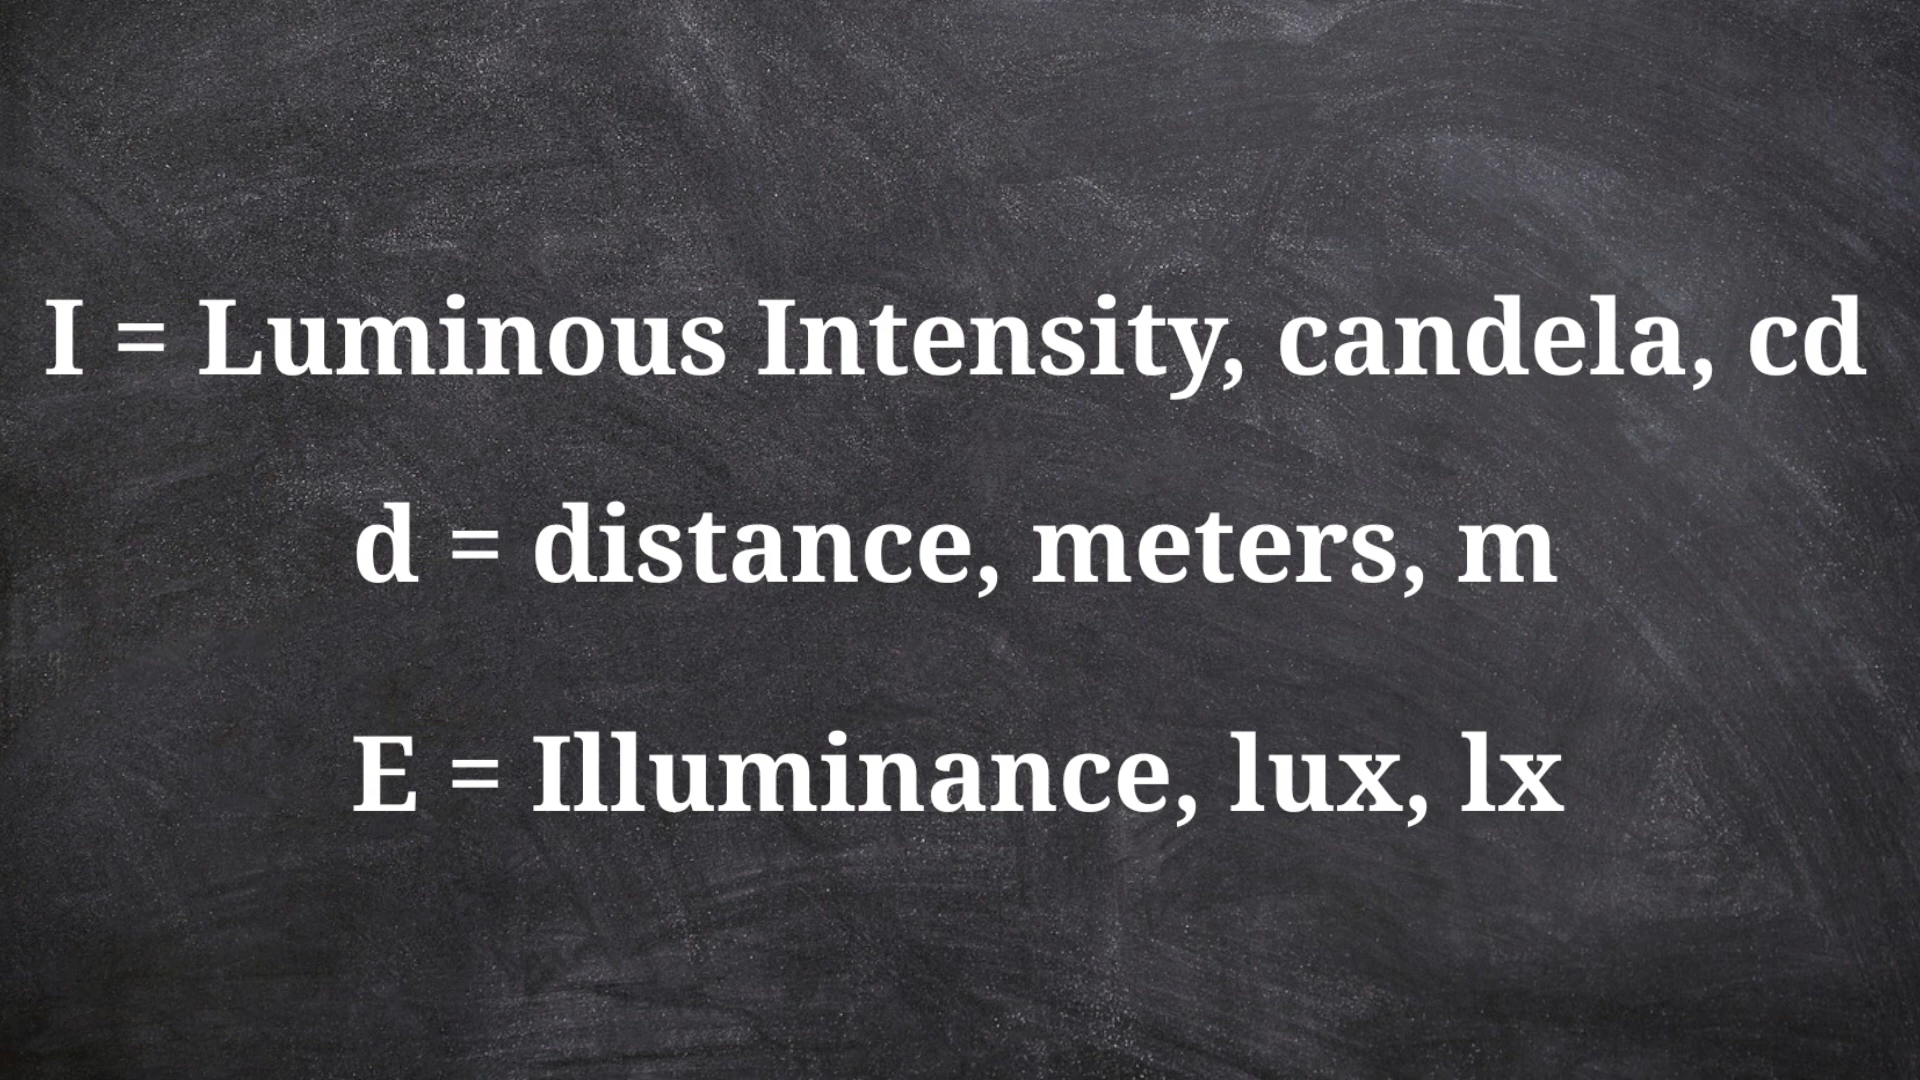 I = Luminous Intensity, candela, cd
d = distance, meters, m
E = Illuminance, lux, lx